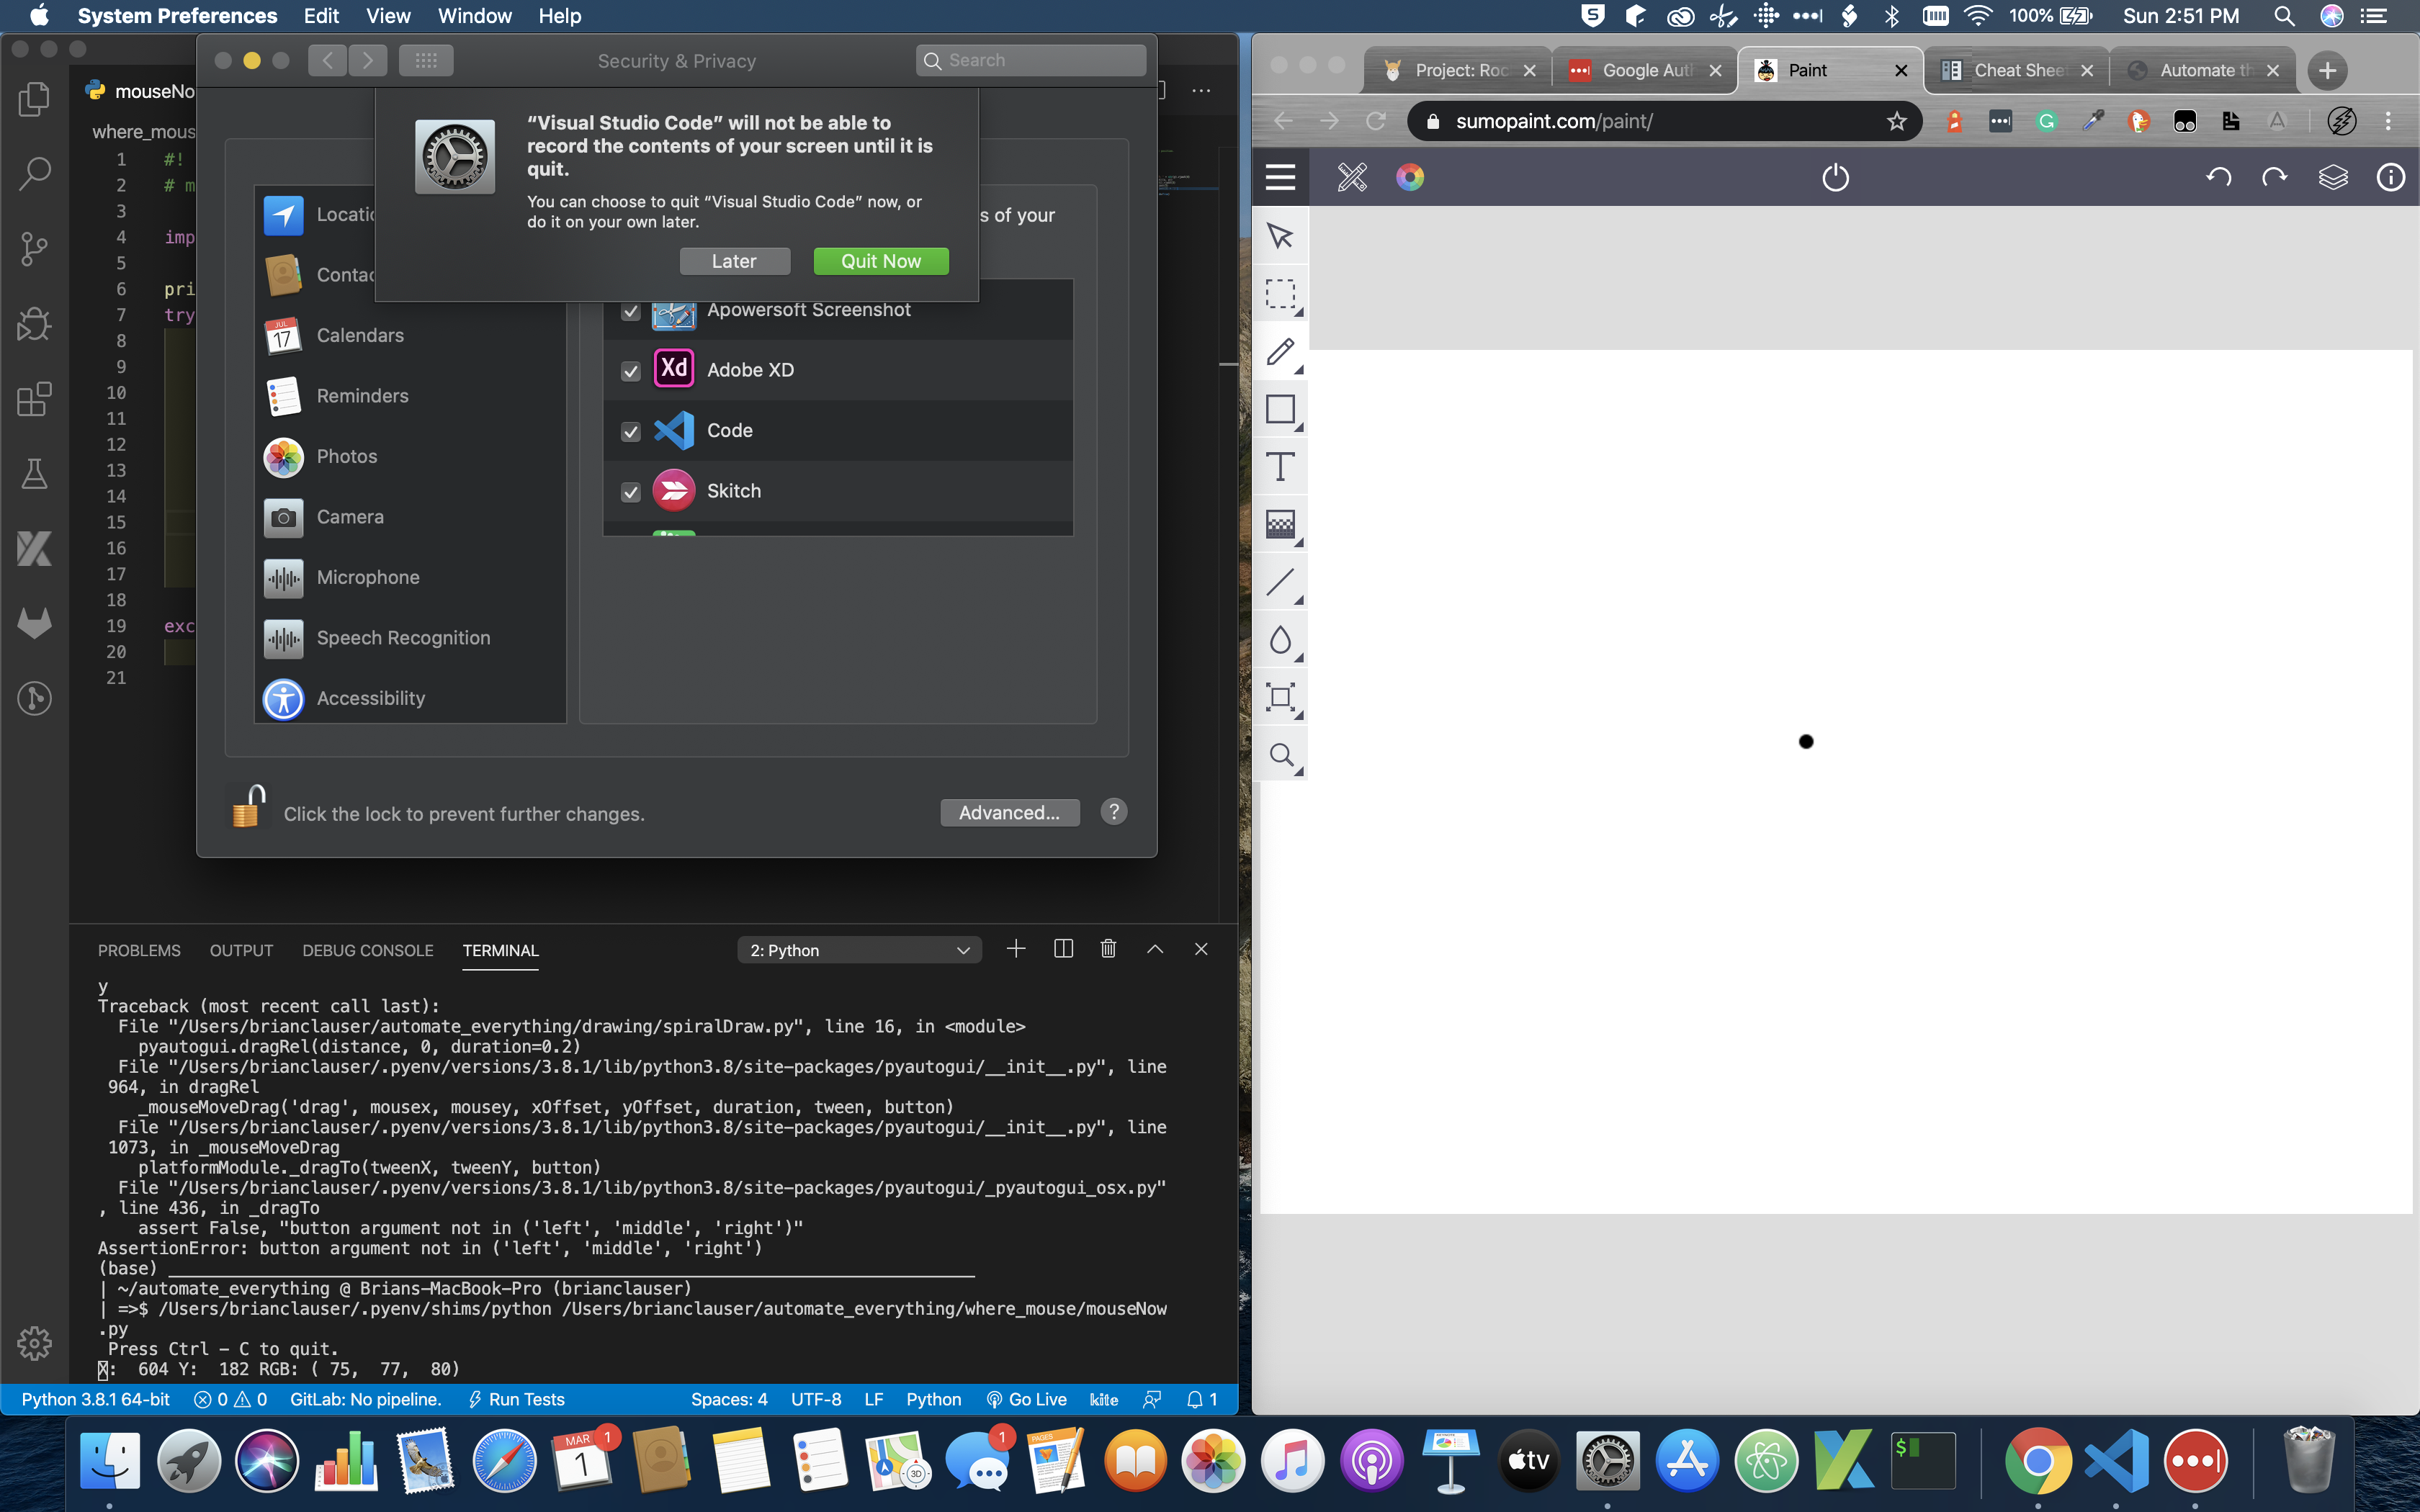 System Preferences Edit View Window Help
100% Sun 2:51 PM
Security & Privacy
Search
mouseNo
where_mous
1 #!
2 # m
3
4 imp
5
6 pri
7 try
8
9
10
11
12
13
14
15
16
17
18
19 exc
20
21
“Visual Studio Code” will not be able to
record the contents of your screen until it is
quit.
You can choose to quit “Visual Studio Code” now, or
do it on your own later.
Later
Quit Now
s of your
Locatio
Contac
JUL
17
Calendars
Reminders
Photos
Camera
Microphone
Speech Recognition
Accessibility
Apowersoft Screenshot
Xd
Adobe XD
Code
Skitch
Click the lock to prevent further changes.
Advanced...
?
PROBLEMS OUTPUT DEBUG CONSOLE TERMINAL
2: Python
y
Traceback (most recent call last):
File "/Users/brianclauser/automate_everything/drawing/spiralDraw.py", line 16, in <module>
pyautogui.dragRel(distance, 0, duration=0.2)
File "/Users/brianclauser/.pyenv/versions/3.8.1/lib/python3.8/site-packages/pyautogui/__init__.py", line
964, in dragRel
_mouseMoveDrag('drag', mousex, mousey, xOffset, yOffset, duration, tween, button)
File "/Users/brianclauser/.pyenv/versions/3.8.1/lib/python3.8/site-packages/pyautogui/__init__.py", line
1073, in _mouseMoveDrag
platformModule._dragTo(tweenX, tweenY, button)
File "/Users/brianclauser/.pyenv/versions/3.8.1/lib/python3.8/site-packages/pyautogui/_pyautogui_osx.py"
, line 436, in _dragTo
assert False, "button argument not in ('left', 'middle', 'right')"
AssertionError: button argument not in ('left', 'middle', 'right')
(base) ________________________________________________________________________________
| ~/automate_everything @ Brians-MacBook-Pro (brianclauser)
| =>$ /Users/brianclauser/.pyenv/shims/python /Users/brianclauser/automate_everything/where_mouse/mouseNow
.py
Press Ctrl - C to quit.
X: 604 Y: 182 RGB: ( 75, 77, 80)
Python 3.8.1 64-bit 0 0 GitLab: No pipeline. Run Tests Spaces: 4 UTF-8 LF Python Go Live kite 1
Project: Roc
Google Auth
Paint
Cheat Sheet
Automate th
sumopaint.com/paint/
T
MAR
1
1
3D
1
PAGES
tv
$